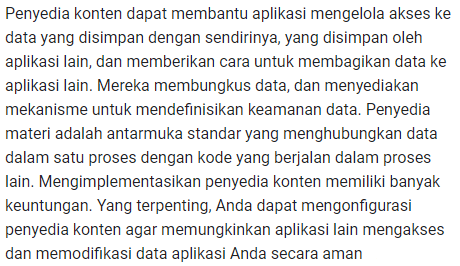 Penyedia konten dapat membantu aplikasi mengelola akses ke
data yang disimpan dengan sendirinya, yang disimpan oleh
aplikasi lain, dan memberikan cara untuk membagikan data ke
aplikasi lain. Mereka membungkus data, dan menyediakan
mekanisme untuk mendefinisikan keamanan data. Penyedia
materi adalah antarmuka standar yang menghubungkan data
dalam satu proses dengan kode yang berjalan dalam proses
lain. Mengimplementasikan penyedia konten memiliki banyak
keuntungan. Yang terpenting, Anda dapat mengonfigurasi
penyedia konten agar memungkinkan aplikasi lain mengakses
dan memodifikasi data aplikasi Anda secara aman